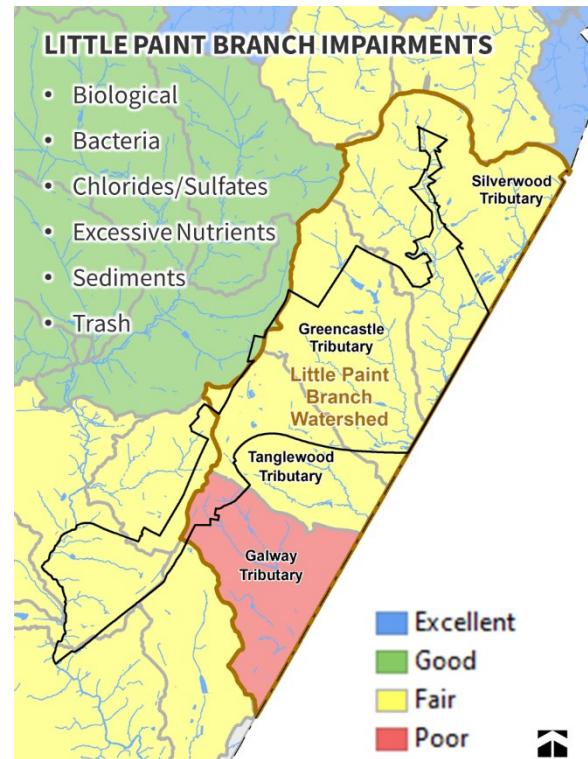 LITTLE PAINT BRANCH IMPAIRMENTS
• Biological
• Bacteria
• Chlorides/Sulfates
• Excessive Nutrients
• Sediments
• Trash
Silverwood
Tributary
Greencastle
Tributary
Little Paint
Branch
Watershed
Tanglewood
Tributary
Galway
Tributary
Excellent
Good
Fair
Poor